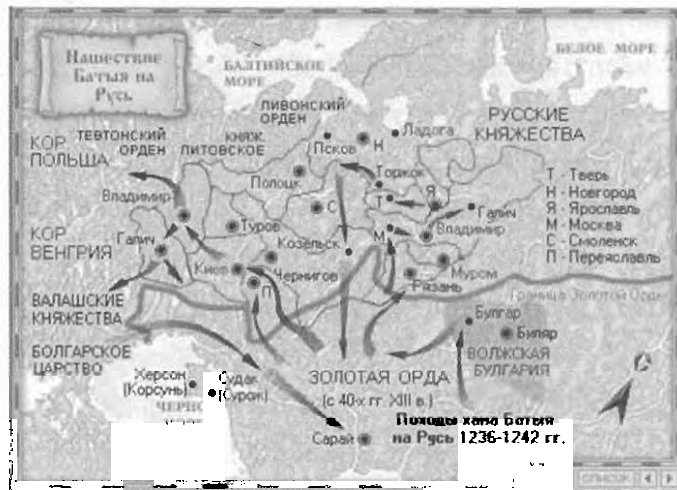 Нашествие
Батыя на
Русь
БАЛТИЙСКОЕ
МОРЕ
БЕЛОЕ МОРЕ
ЛИВОНСКИЙ
ОРДЕН
ТЕВТОНСКИЙ
ОРДЕН
КНЯЖ.
ЛИТОВСКОЕ
КОР.
ПОЛЬША
Псков
Н
Ладога
РУССКИЕ
КНЯЖЕСТВА
Торжок
Полоцк
Т
Я
Галич
Т - Тверь
Н - Новгород
Я - Ярославль
М - Москва
С - Смоленск
П - Переяславль
Владимир
Туров
С
М
Владимир
КОР.
ВЕНГРИЯ
Галич
Козельск
Киев
Чернигов
П
Муром
Рязань
Граница Золотой Орды
ВАЛАШСКИЕ
КНЯЖЕСТВА
Булгар
Биляр
БОЛГАРСКОЕ
ЦАРСТВО
ВОЛЖСКАЯ
БУЛГАРИЯ
Херсон
(Корсунь)
Судак
(Сурож)
ЗОЛОТАЯ ОРДА
(с 40-х гг. XIII в.)
С
Сарай
Походы хана Батыя
на Русь 1236-1242 гг.
СПИСОК